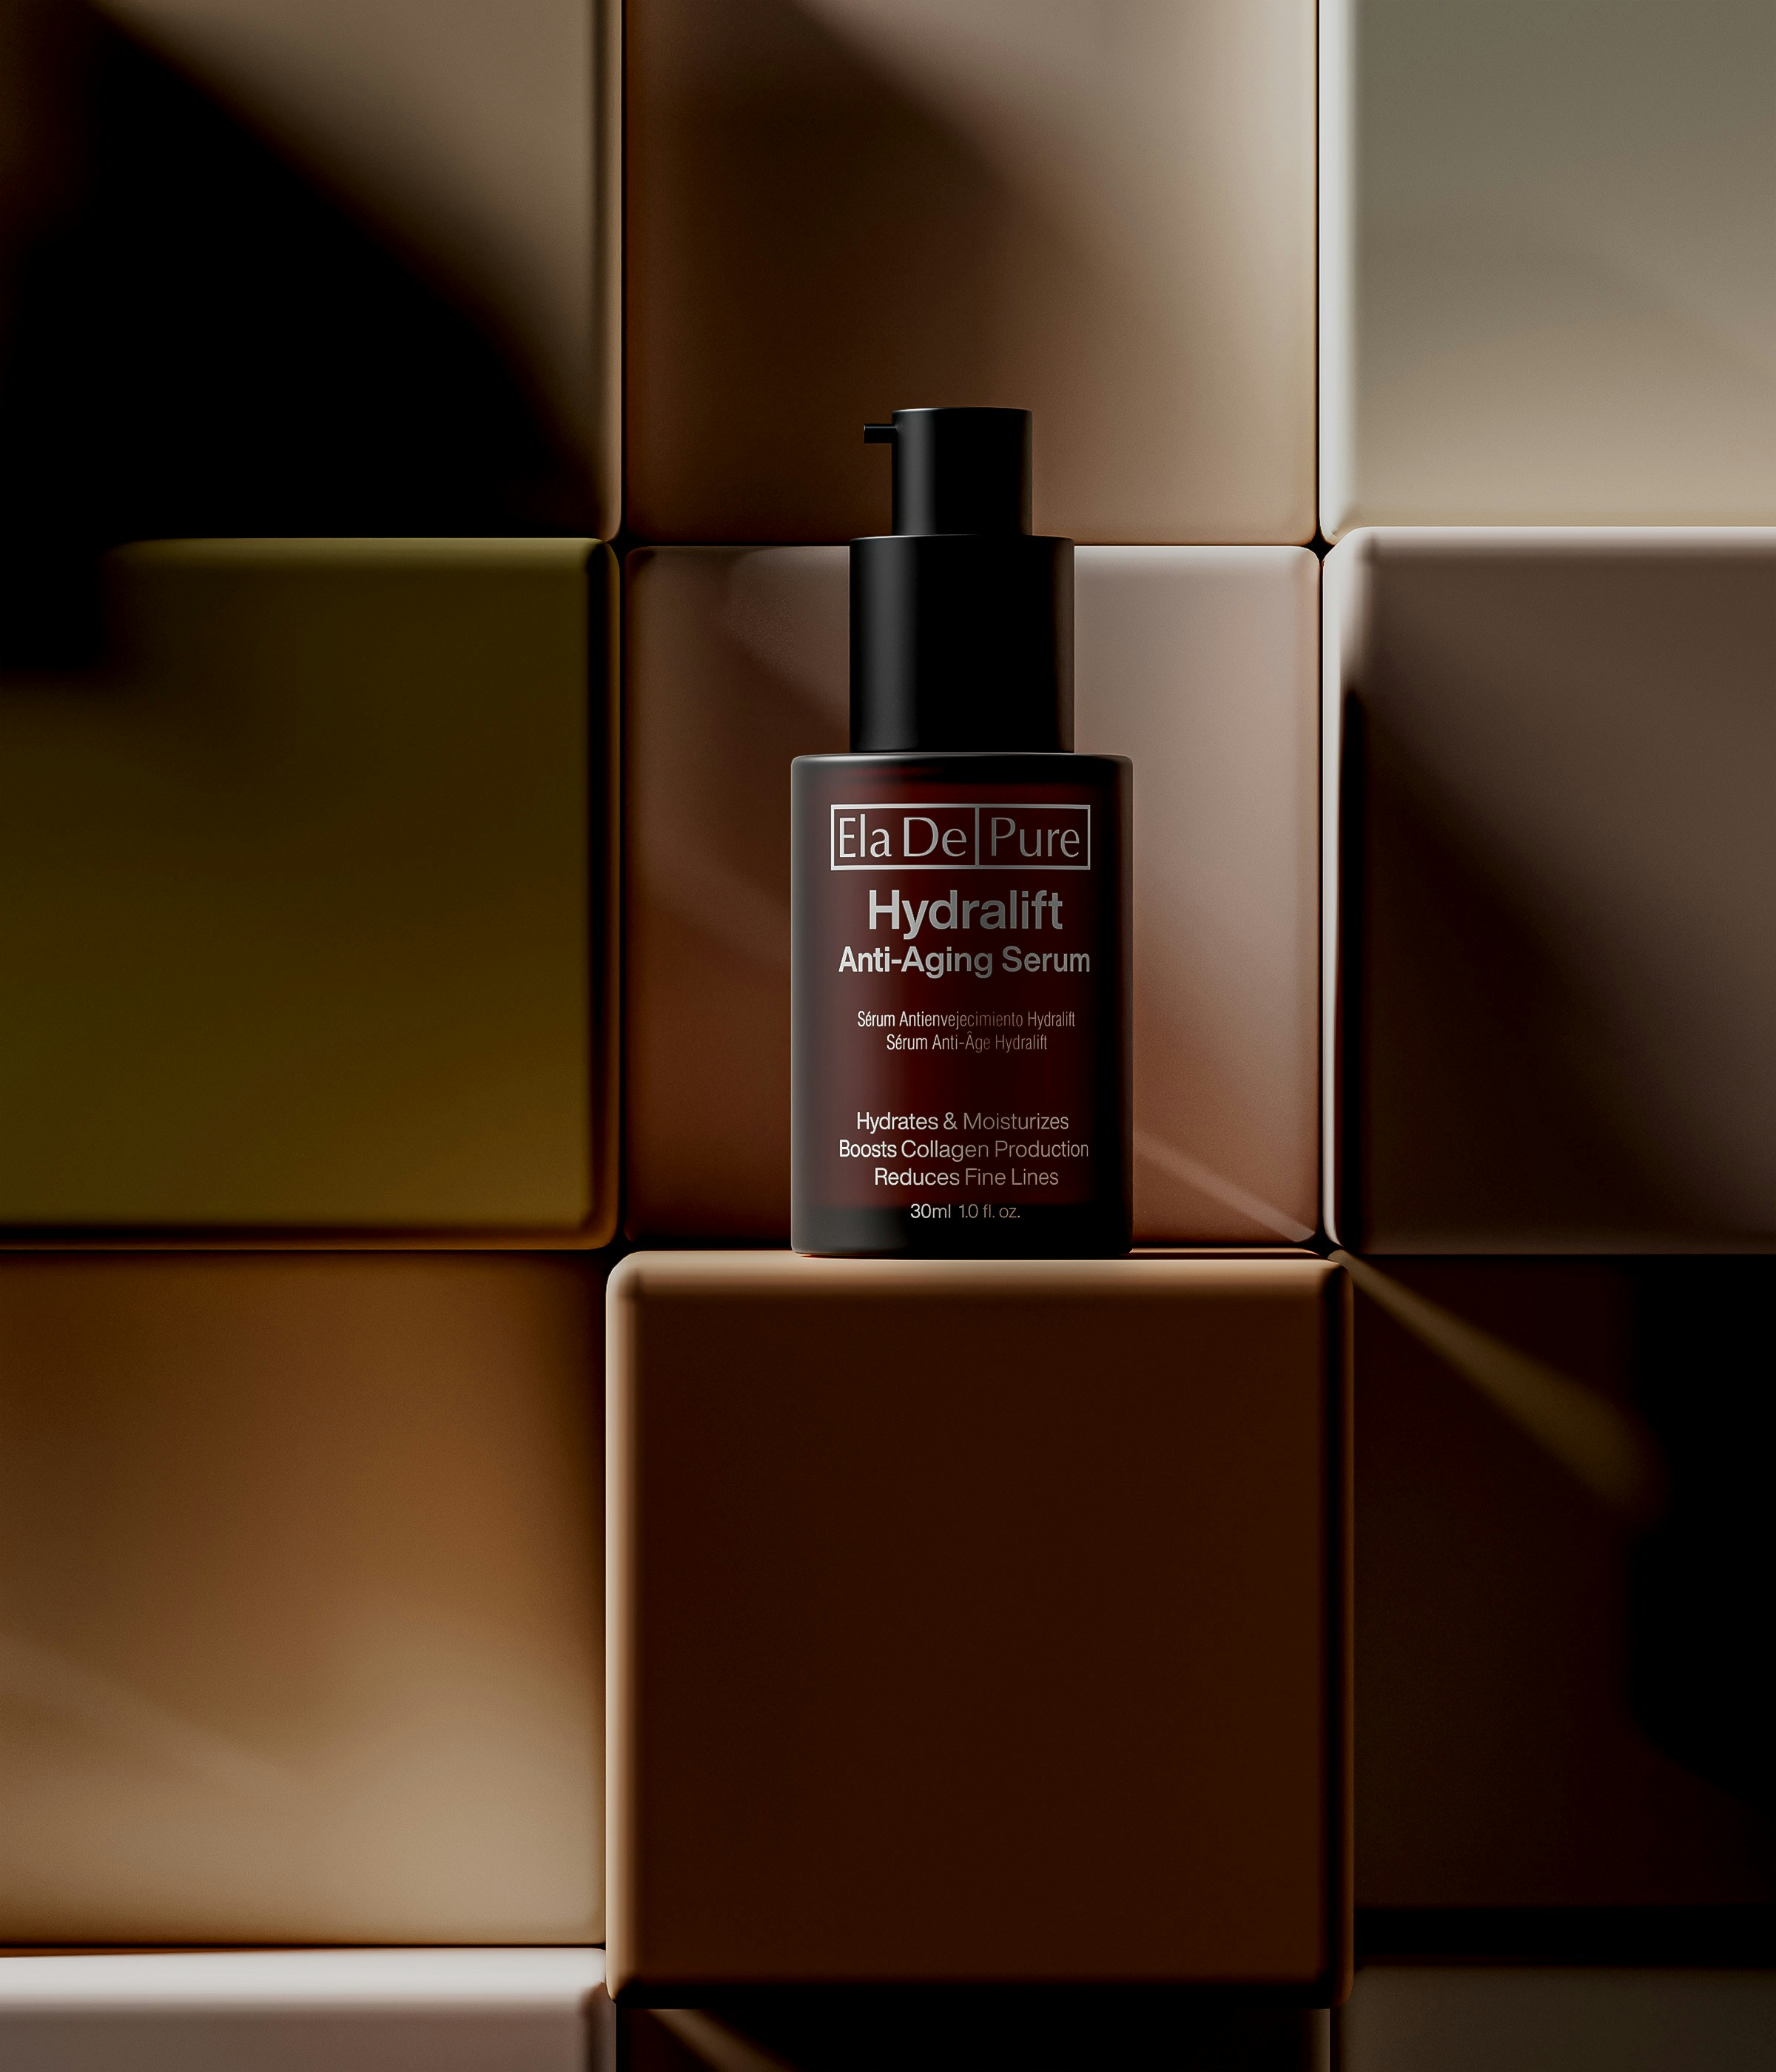 Ela De Pure
Hydralift
Anti-Aging Serum
Sérum Antienvejecimiento Hydralift
Sérum Anti-Âge Hydralift
Hydrates & Moisturizes
Boosts Collagen Production
Reduces Fine Lines
30ml 1.0 fl. oz.